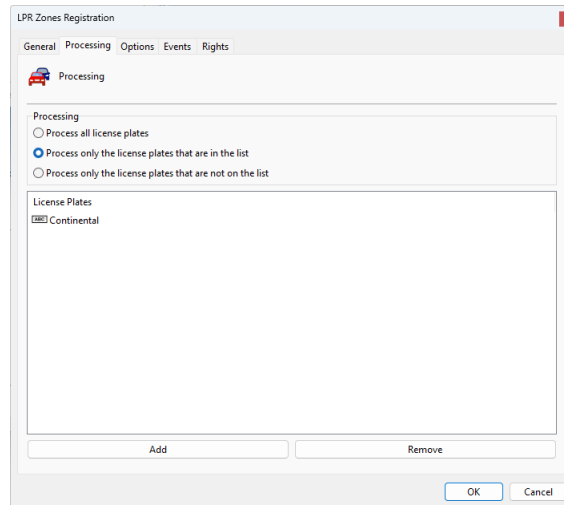 LPR Zones Registration
General Processing Options Events Rights
Processing
Processing
Process all license plates
Process only the license plates that are in the list
Process only the license plates that are not on the list
License Plates
ABC Continental
Add Remove
OK Cancel